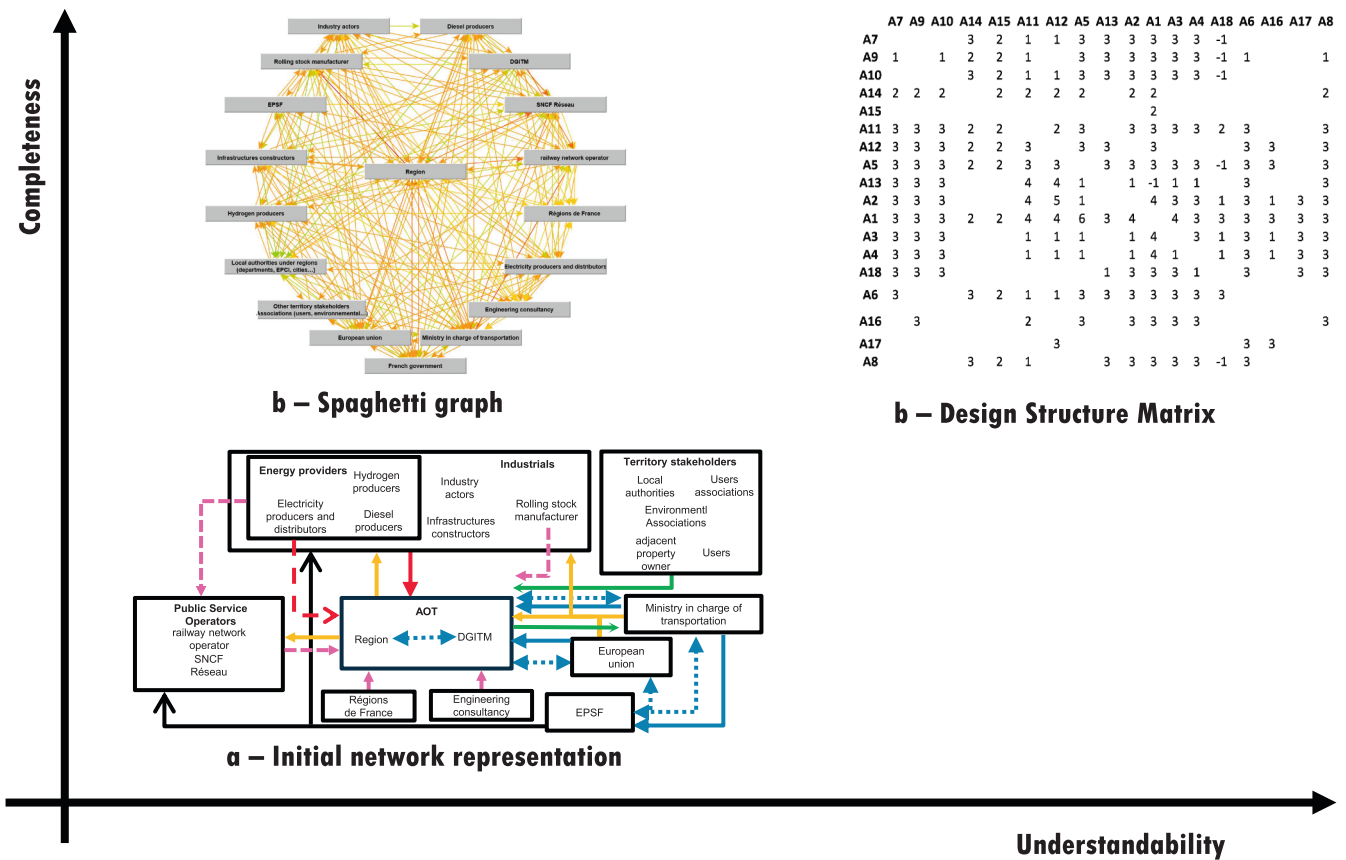 Completeness
Industry actors
Diesel producers
Rolling stock manufacturer
DGITM
EPSF
SNCF Réseau
Infrastructures constructors
railway network operator
Region
Hydrogen producers
Régions de France
Local authorities under regions
(departments, EPCI, cities...)
Electricity producers and distributors
Other territory stakeholders
Associations (users, environnemental...
Engineering consultancy
European union
Ministry in charge of transportation
French government
b – Spaghetti graph
A7 A9 A10 A14 A15 A11 A12 A5 A13 A2 A1 A3 A4 A18 A6 A16 A17 A8
A7 3 2 1 1 3 3 3 3 3 3 -1
A9 1 1 2 2 1 3 3 3 3 3 3 -1 1 1
A10 3 2 1 1 3 3 3 3 3 3 -1
A14 2 2 2 2 2 2 2 2 2 2
A15 2
A11 3 3 3 2 2 2 3 3 3 3 3 2 3 3
A12 3 3 3 2 2 3 3 3 3 3 3 3
A5 3 3 3 2 2 3 3 3 3 3 3 3 -1 3 3 3
A13 3 3 3 4 4 1 1 -1 1 1 3 3
A2 3 3 3 4 5 1 4 3 3 1 3 1 3 3
A1 3 3 3 2 2 4 4 6 3 4 4 3 3 3 3 3 3
A3 3 3 3 1 1 1 1 4 3 1 3 1 3 3
A4 3 3 3 1 1 1 1 4 1 1 3 1 3 3
A18 3 3 3 1 3 3 3 1 3 3 3
A6 3 3 2 1 1 3 3 3 3 3 3 3
A16 3 2 3 3 3 3 3 3
A17 3 3 3
A8 3 2 1 3 3 3 3 3 -1 3
b – Design Structure Matrix
Energy providers
Hydrogen
producers
Electricity
producers and
distributors
Diesel
producers
Industrials
Industry
actors
Rolling stock
manufacturer
Infrastructures
constructors
Territory stakeholders
Local
authorities
Users
associations
Environmentl
Associations
adjacent
property
owner
Users
Public Service
Operators
railway network
operator
SNCF
Réseau
AOT
Region
DGITM
Ministry in charge of
transportation
European
union
Régions
de France
Engineering
consultancy
EPSF
a – Initial network representation
Understandability